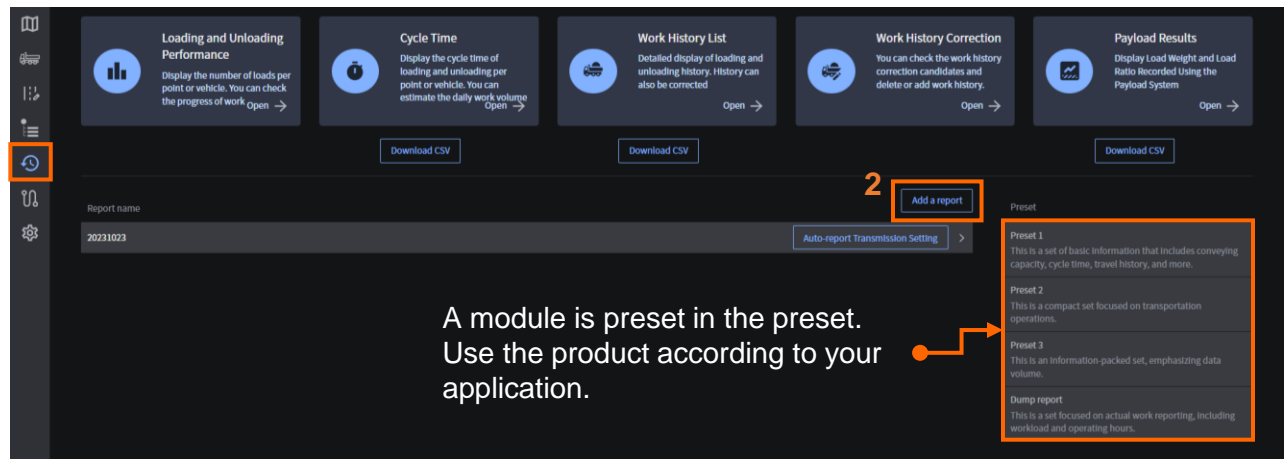 Loading and Unloading
Performance
Display the number of loads per
point or vehicle. You can check
the progress of work
Open
Cycle Time
Display the cycle time of
loading and unloading per
point or vehicle. You can
estimate the daily work volume
Open
Work History List
Detailed display of loading and
unloading history. History can
also be corrected
Open
Work History Correction
You can check the work history
correction candidates and
delete or add work history.
Open
Payload Results
Display Load Weight and Load
Ratio Recorded Using the
Payload System
Open
Download CSV
Download CSV
Download CSV
2
Add a report
Report name
Preset
20231023
Auto-report Transmission Setting
Preset 1
This is a set of basic information that includes conveying
capacity, cycle time, travel history, and more.
Preset 2
This is a compact set focused on transportation
operations.
Preset 3
This is an information-packed set, emphasizing data
volume.
Dump report
This is a set focused on actual work reporting, including
workload and operating hours.
A module is preset in the preset.
Use the product according to your
application.